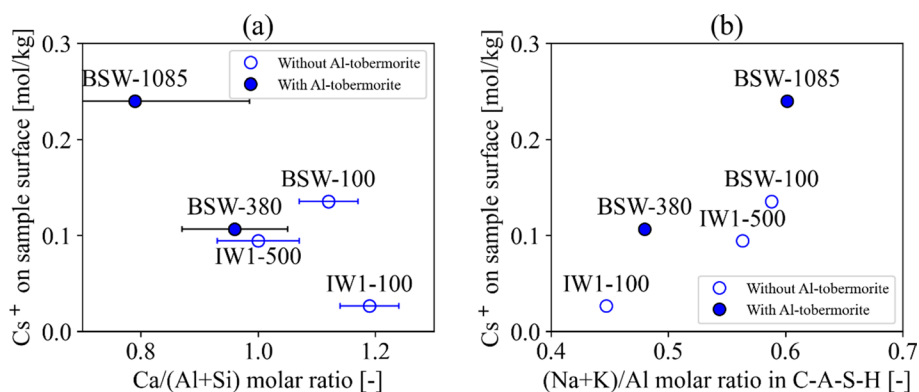 (a)
Cs⁺ on sample surface [mol/kg]
0.3
0.2
0.1
0.0
Without Al-tobermorite
With Al-tobermorite
BSW-1085
BSW-100
BSW-380
IW1-500
IW1-100
0.8 1.0 1.2
Ca/(Al+Si) molar ratio [-]
(b)
Cs⁺ on sample surface [mol/kg]
0.3
0.2
0.1
0.0
BSW-1085
BSW-100
BSW-380
IW1-500
IW1-100
Without Al-tobermorite
With Al-tobermorite
0.4 0.5 0.6 0.7
(Na+K)/Al molar ratio in C-A-S-H [-]